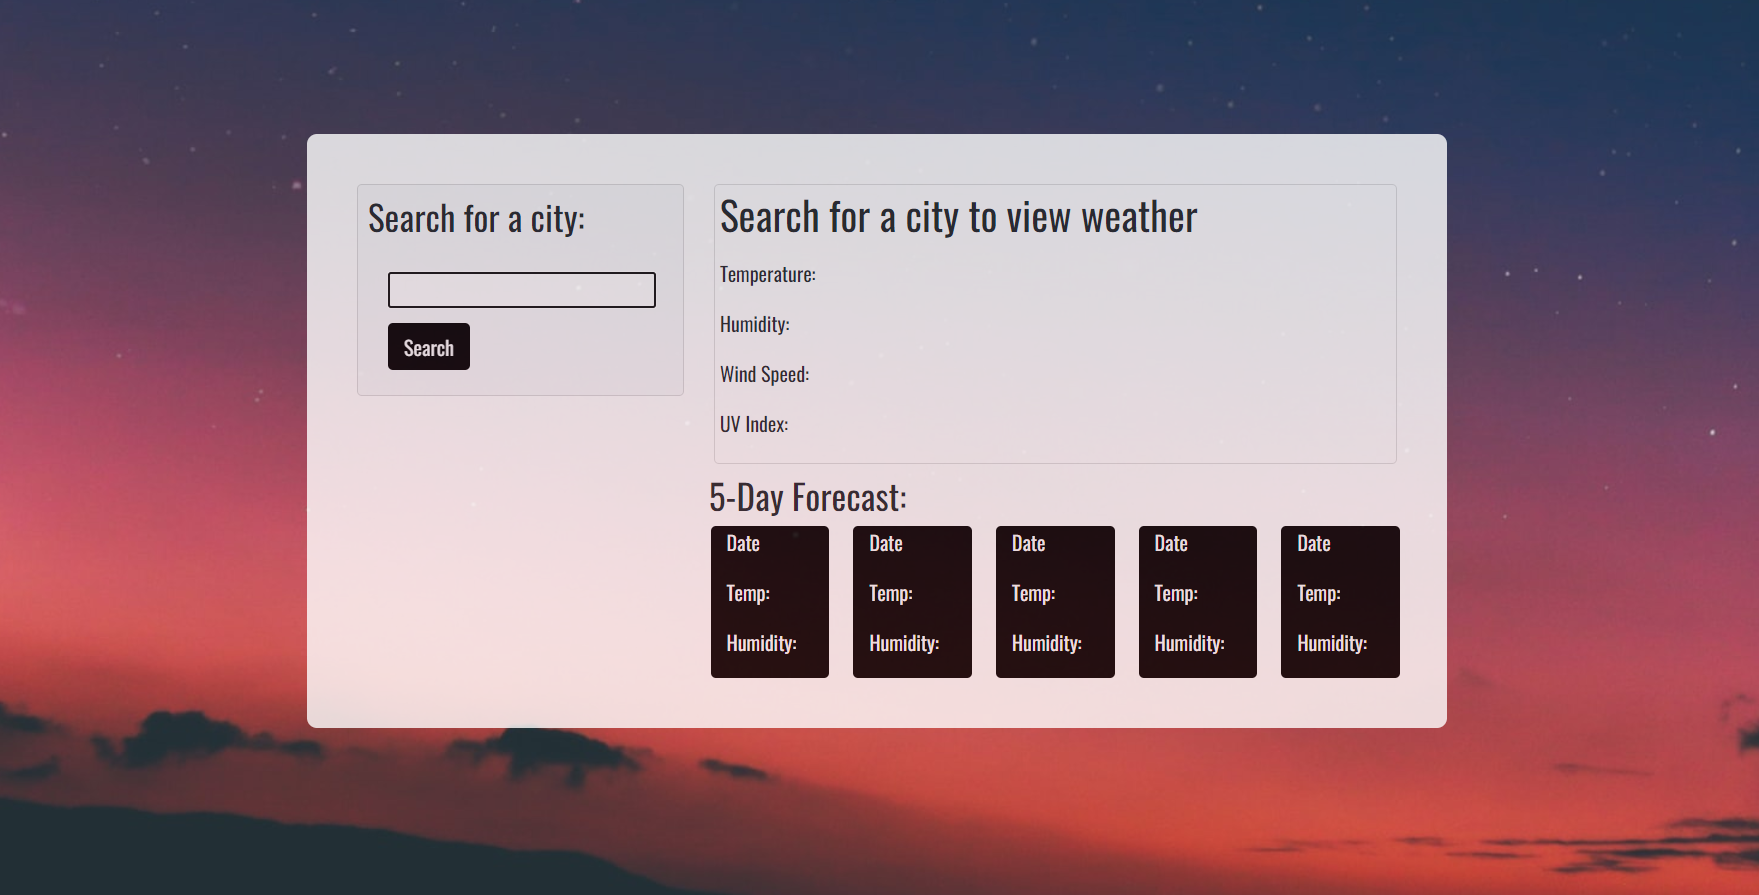 Search for a city:
Search
Search for a city to view weather
Temperature:
Humidity:
Wind Speed:
UV Index:
5-Day Forecast:
Date
Temp:
Humidity:
Date
Temp:
Humidity:
Date
Temp:
Humidity:
Date
Temp:
Humidity:
Date
Temp:
Humidity: